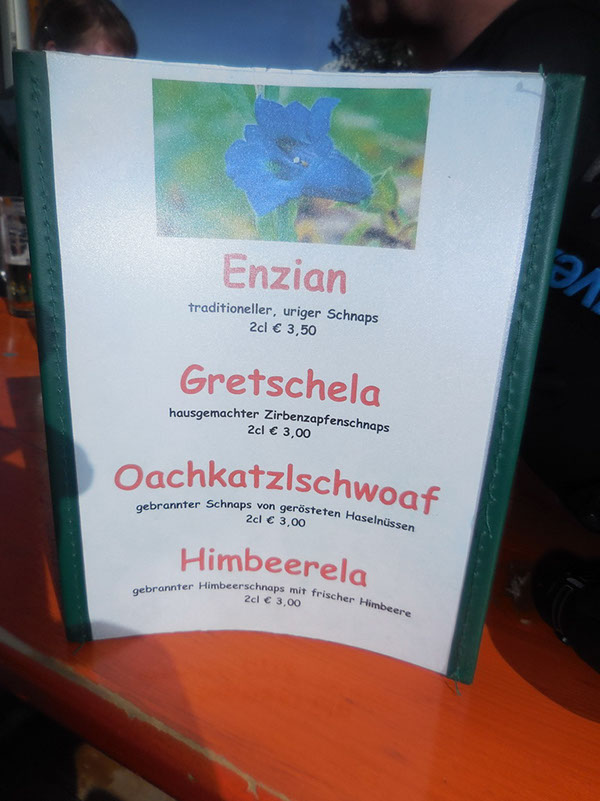 Enzian
traditioneller, uriger Schnaps
2cl € 3,50
Gretschela
hausgemachter Zirbenzapfenschnaps
2cl € 3,00
Oachkatzlschwoaf
gebrannter Schnaps von gerösteten Haselnüssen
2cl € 3,00
Himbeerela
gebrannter Himbeerschnaps mit frischer Himbeere
2cl € 3,00